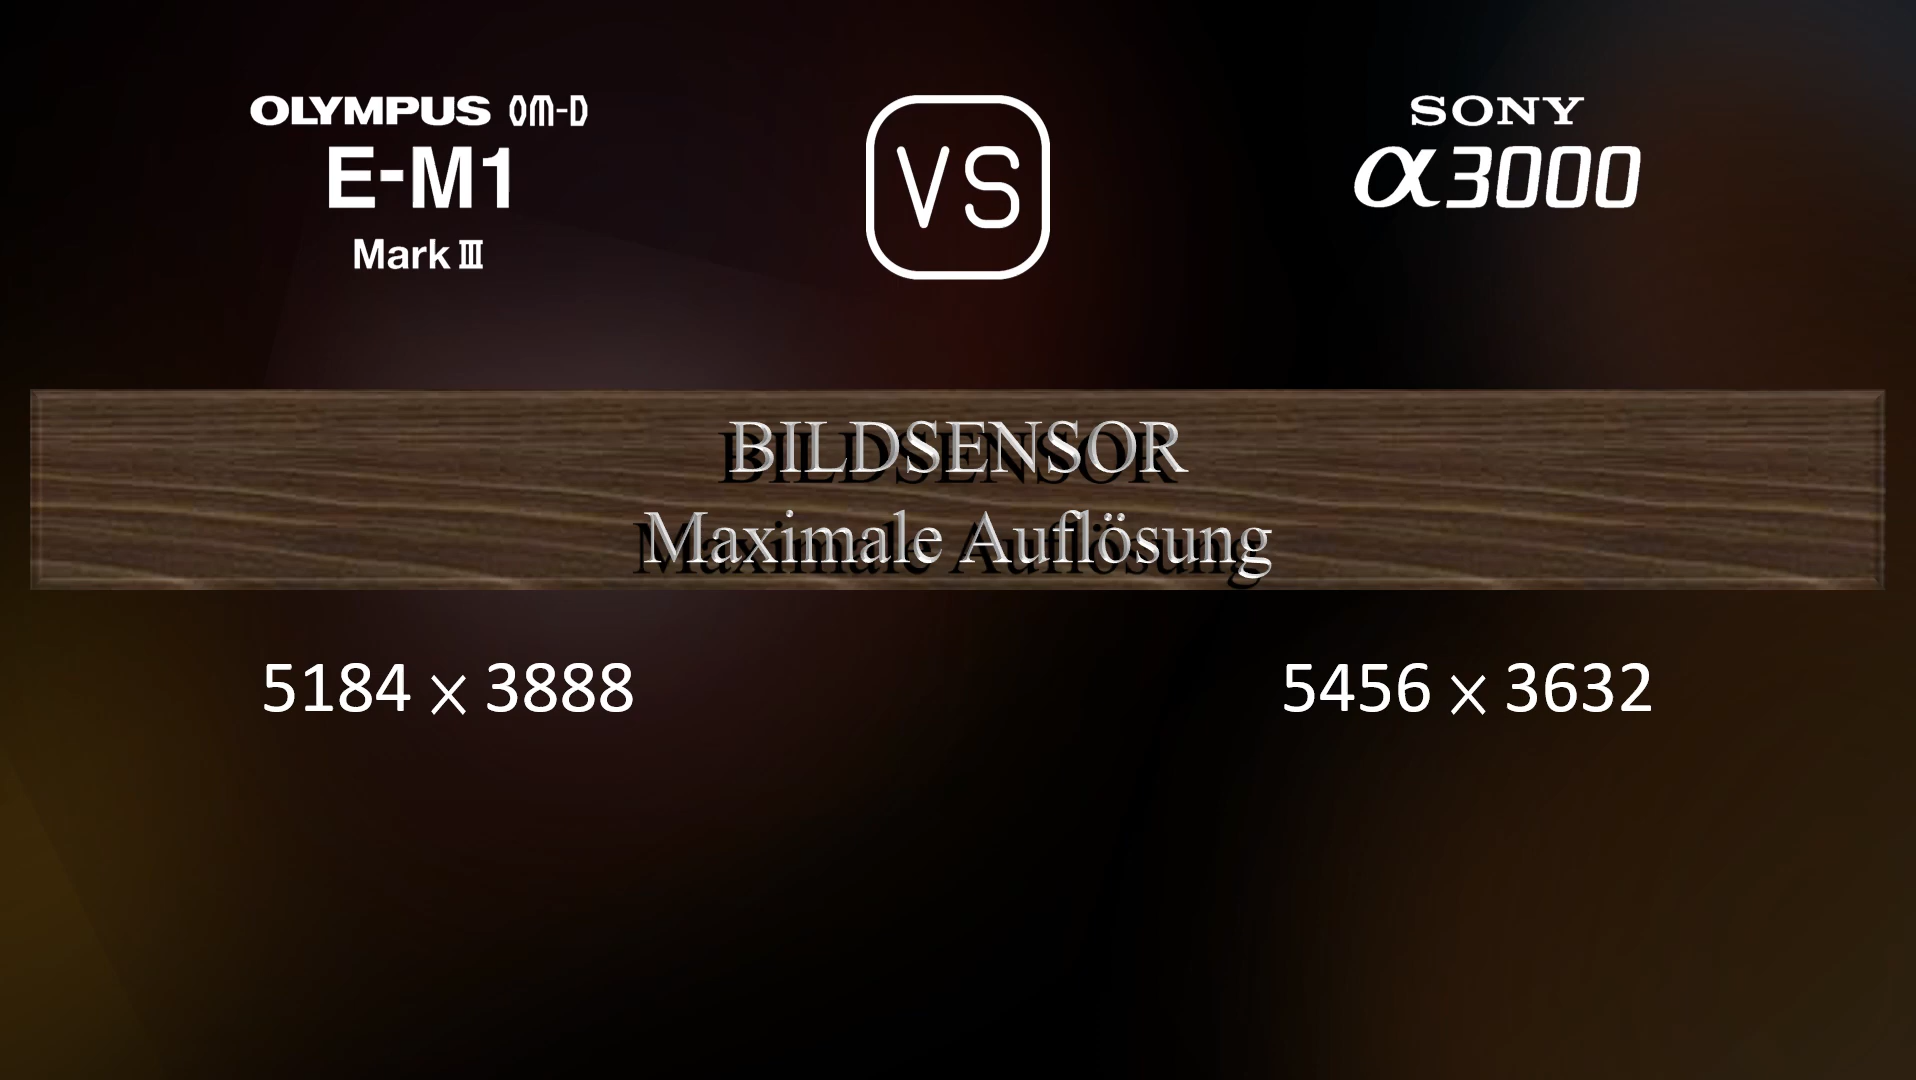 OLYMPUS OM-D
E-M1
Mark III
VS
SONY
α3000
BILDSENSOR
Maximale Auflösung
5184 x 3888
5456 x 3632